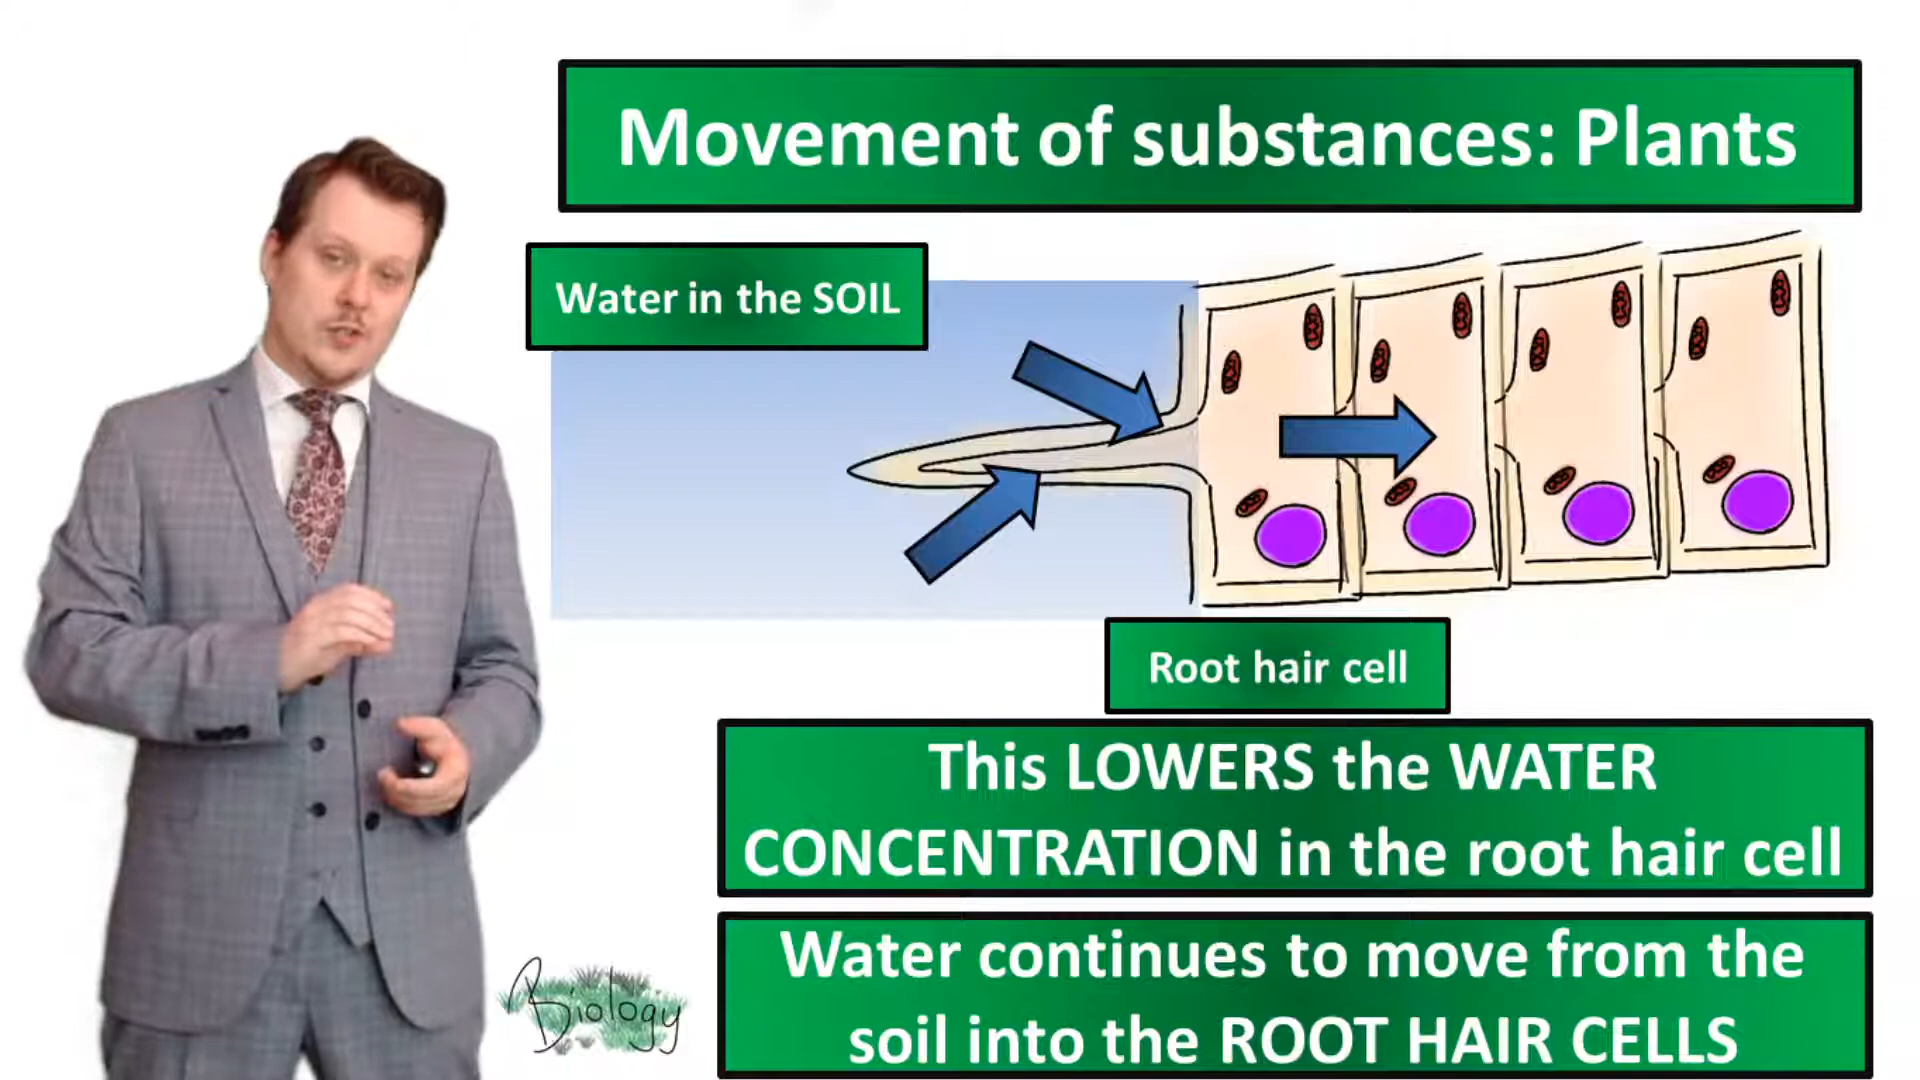 Movement of substances: Plants
Water in the SOIL
Root hair cell
This LOWERS the WATER
CONCENTRATION in the root hair cell
Water continues to move from the
soil into the ROOT HAIR CELLS
Biology